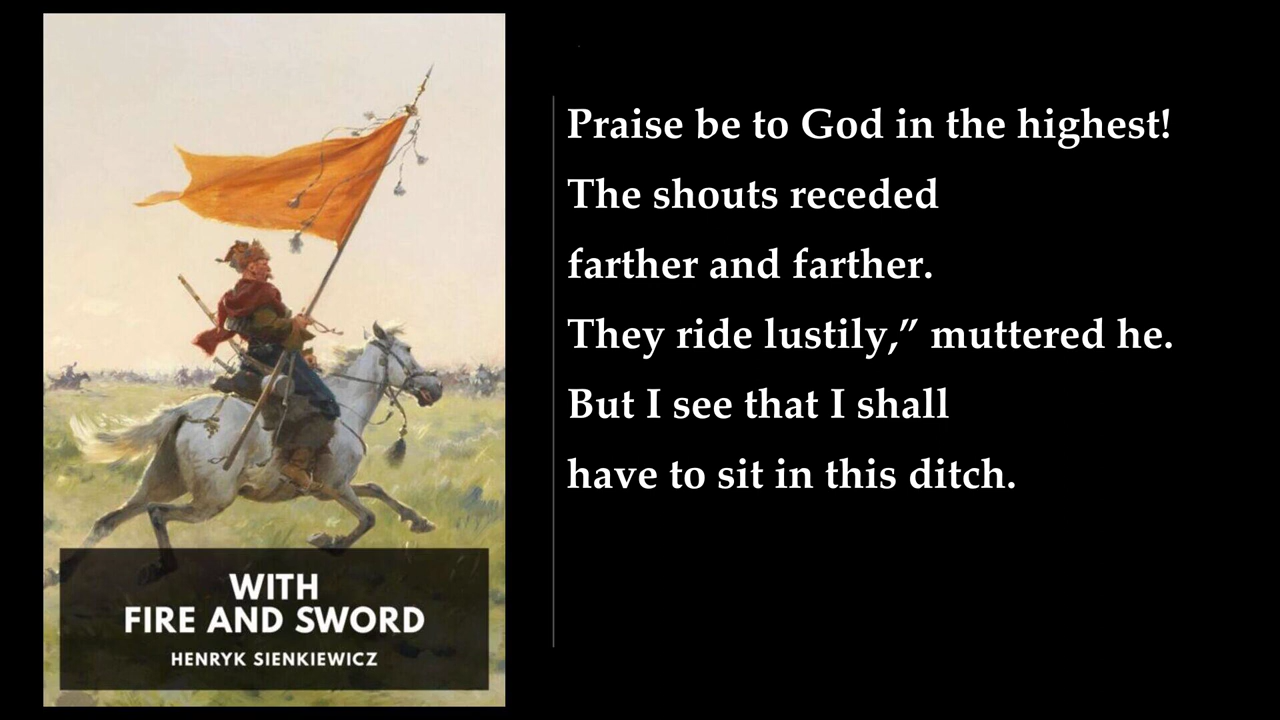 WITH
FIRE AND SWORD
HENRYK SIENKIEWICZ
Praise be to God in the highest!
The shouts receded
farther and farther.
They ride lustily,” muttered he.
But I see that I shall
have to sit in this ditch.